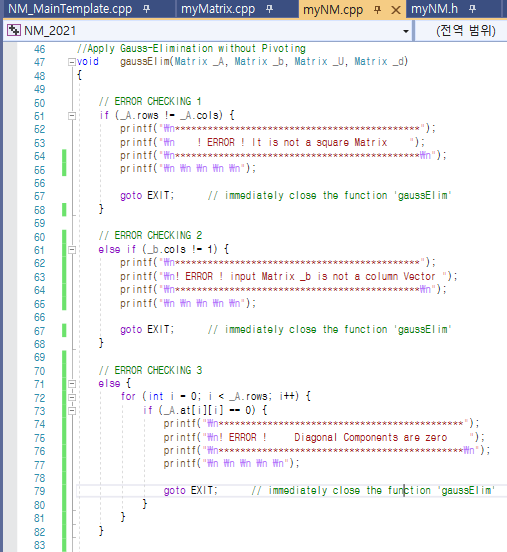 NM_MainTemplate.cpp myMatrix.cpp myNM.cpp myNM.h
NM_2021 (전역 범위)
46 //Apply Gauss-Elimination without Pivoting
47 void gaussElim(Matrix _A, Matrix _b, Matrix _U, Matrix _d)
48 {
49
50 // ERROR CHECKING 1
51 if (_A.rows != _A.cols) {
52 printf("₩n*********************************************");
53 printf("₩n    ! ERROR ! It is not a square Matrix    ");
54 printf("₩n*********************************************₩n");
55 printf("₩n ₩n ₩n ₩n ₩n");
56
57 goto EXIT; // immediately close the function 'gaussElim'
58 }
59
60 // ERROR CHECKING 2
61 else if (_b.cols != 1) {
62 printf("₩n*********************************************");
63 printf("₩n! ERROR ! input Matrix _b is not a column Vector ");
64 printf("₩n*********************************************₩n");
65 printf("₩n ₩n ₩n ₩n ₩n");
66
67 goto EXIT; // immediately close the function 'gaussElim'
68 }
69
70 // ERROR CHECKING 3
71 else {
72 for (int i = 0; i < _A.rows; i++) {
73 if (_A.at[i][i] == 0) {
74 printf("₩n*********************************************");
75 printf("₩n! ERROR !     Diagonal Components are zero    ");
76 printf("₩n*********************************************₩n");
77 printf("₩n ₩n ₩n ₩n ₩n");
78
79 goto EXIT; // immediately close the function 'gaussElim'
80 }
81 }
82 }
83